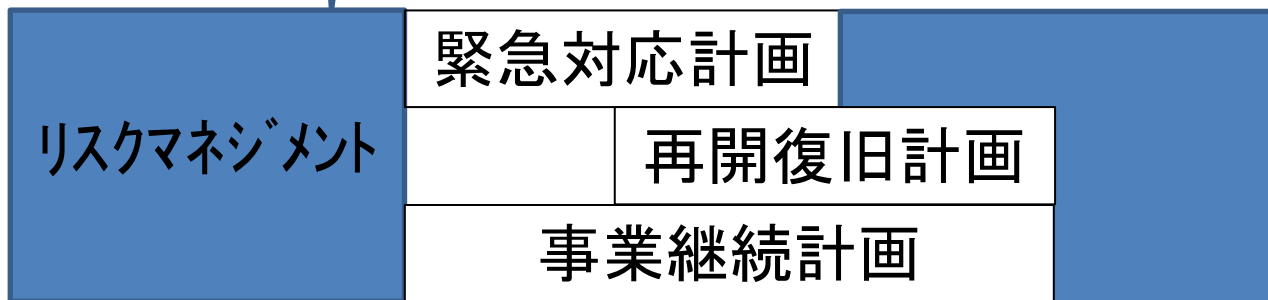 緊急対応計画
リスクマネジメント
再開復旧計画
事業継続計画